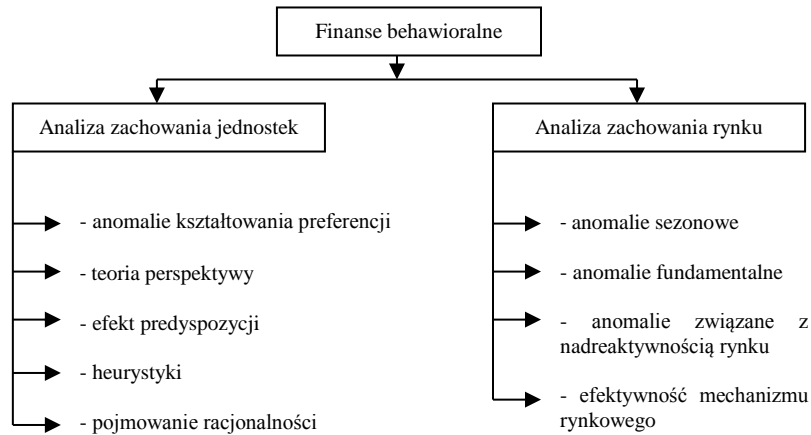 Finanse behawioralne
Analiza zachowania jednostek
- anomalie kształtowania preferencji
- teoria perspektywy
- efekt predyspozycji
- heurystyki
- pojmowanie racjonalności
Analiza zachowania rynku
- anomalie sezonowe
- anomalie fundamentalne
- anomalie związane z
nadreaktywnością rynku
- efektywność mechanizmu
rynkowego